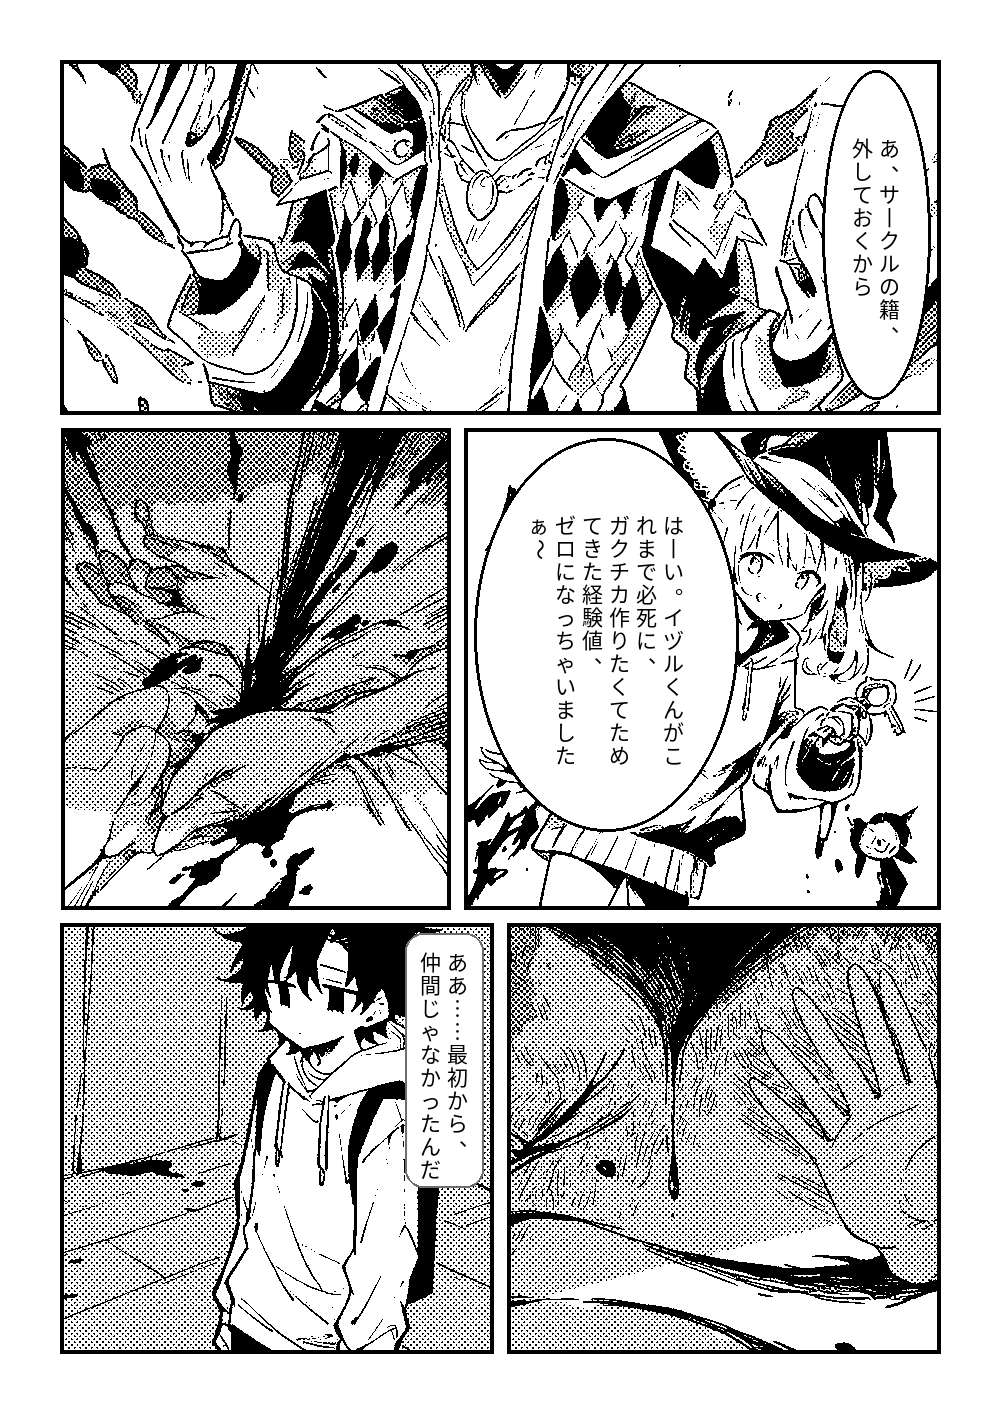 あ、サークルの籍、
外しておくから
はーい。イヅルくんがこ
れまで必死に、
ガクチカ作りたくてため
てきた経験値、
ゼロになっちゃいました
ぁ～
ああ……最初から、
仲間じゃなかったんだ